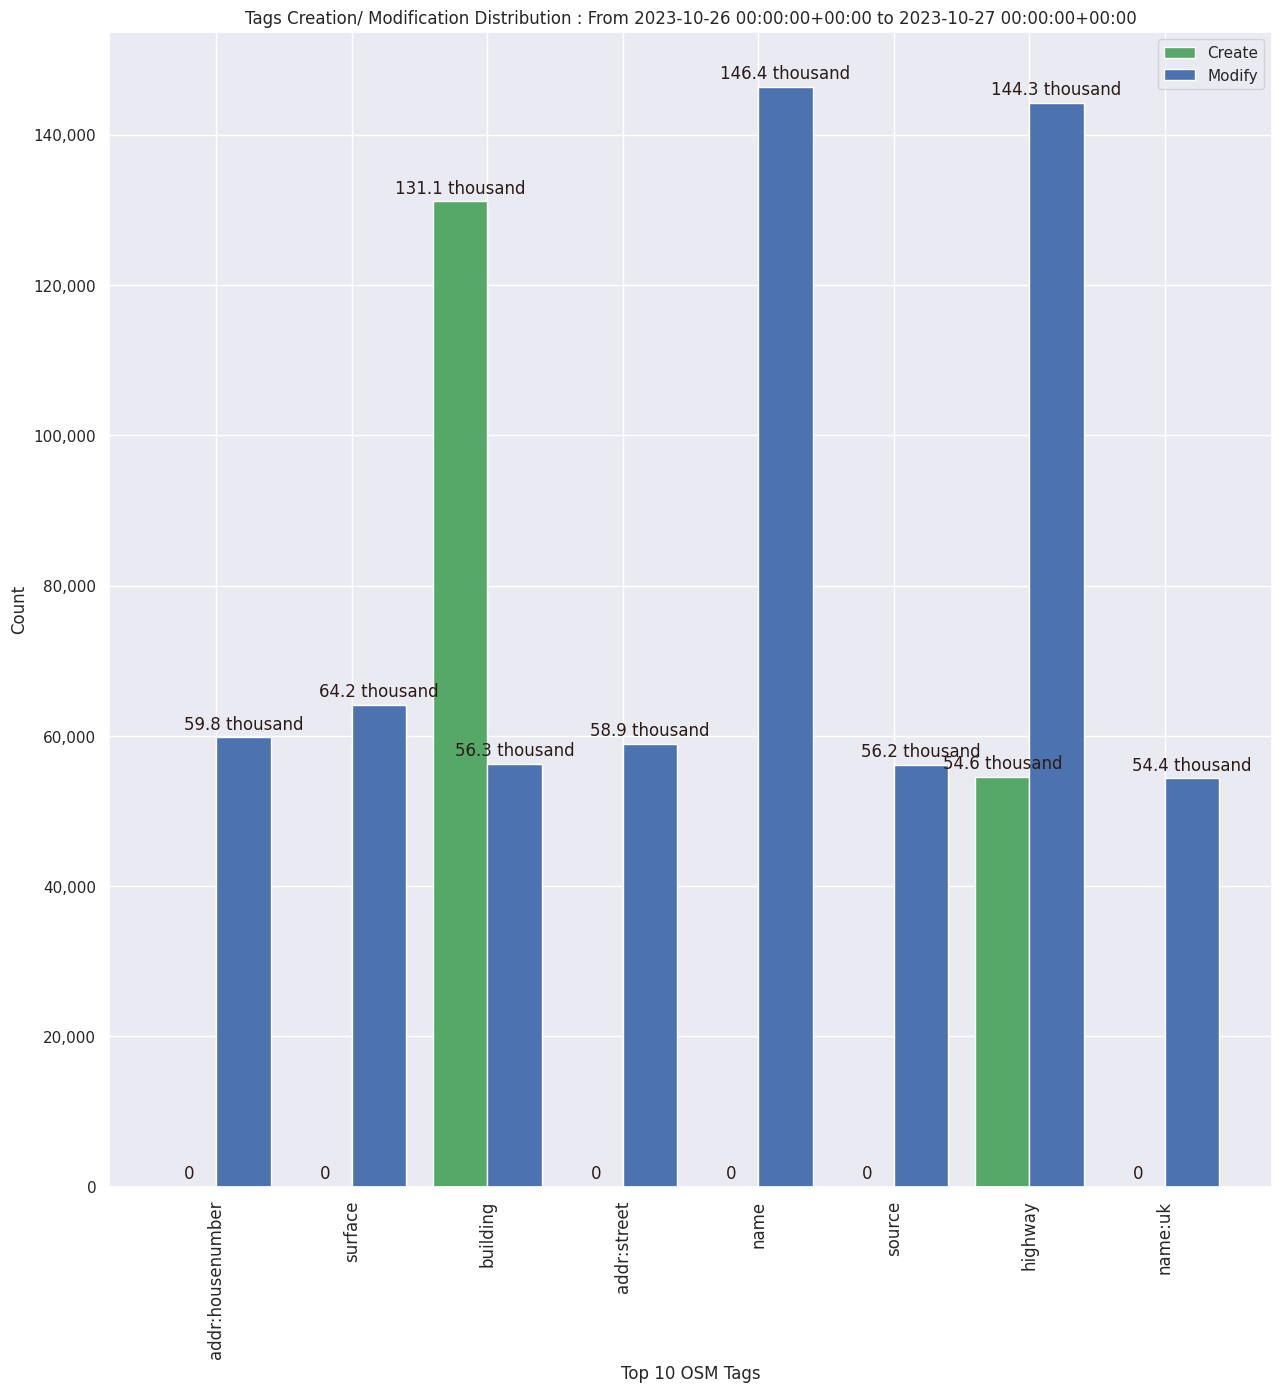 Tags Creation/ Modification Distribution : From 2023-10-26 00:00:00+00:00 to 2023-10-27 00:00:00+00:00
Create
Modify
146.4 thousand
144.3 thousand
140,000
131.1 thousand
120,000
100,000
80,000
Count
64.2 thousand
59.8 thousand
58.9 thousand
60,000
56.3 thousand
56.2 thousand
54.6 thousand
54.4 thousand
40,000
20,000
0
0
0
0
0
0
0
addr:housenumber
surface
building
addr:street
name
source
highway
name:uk
Top 10 OSM Tags